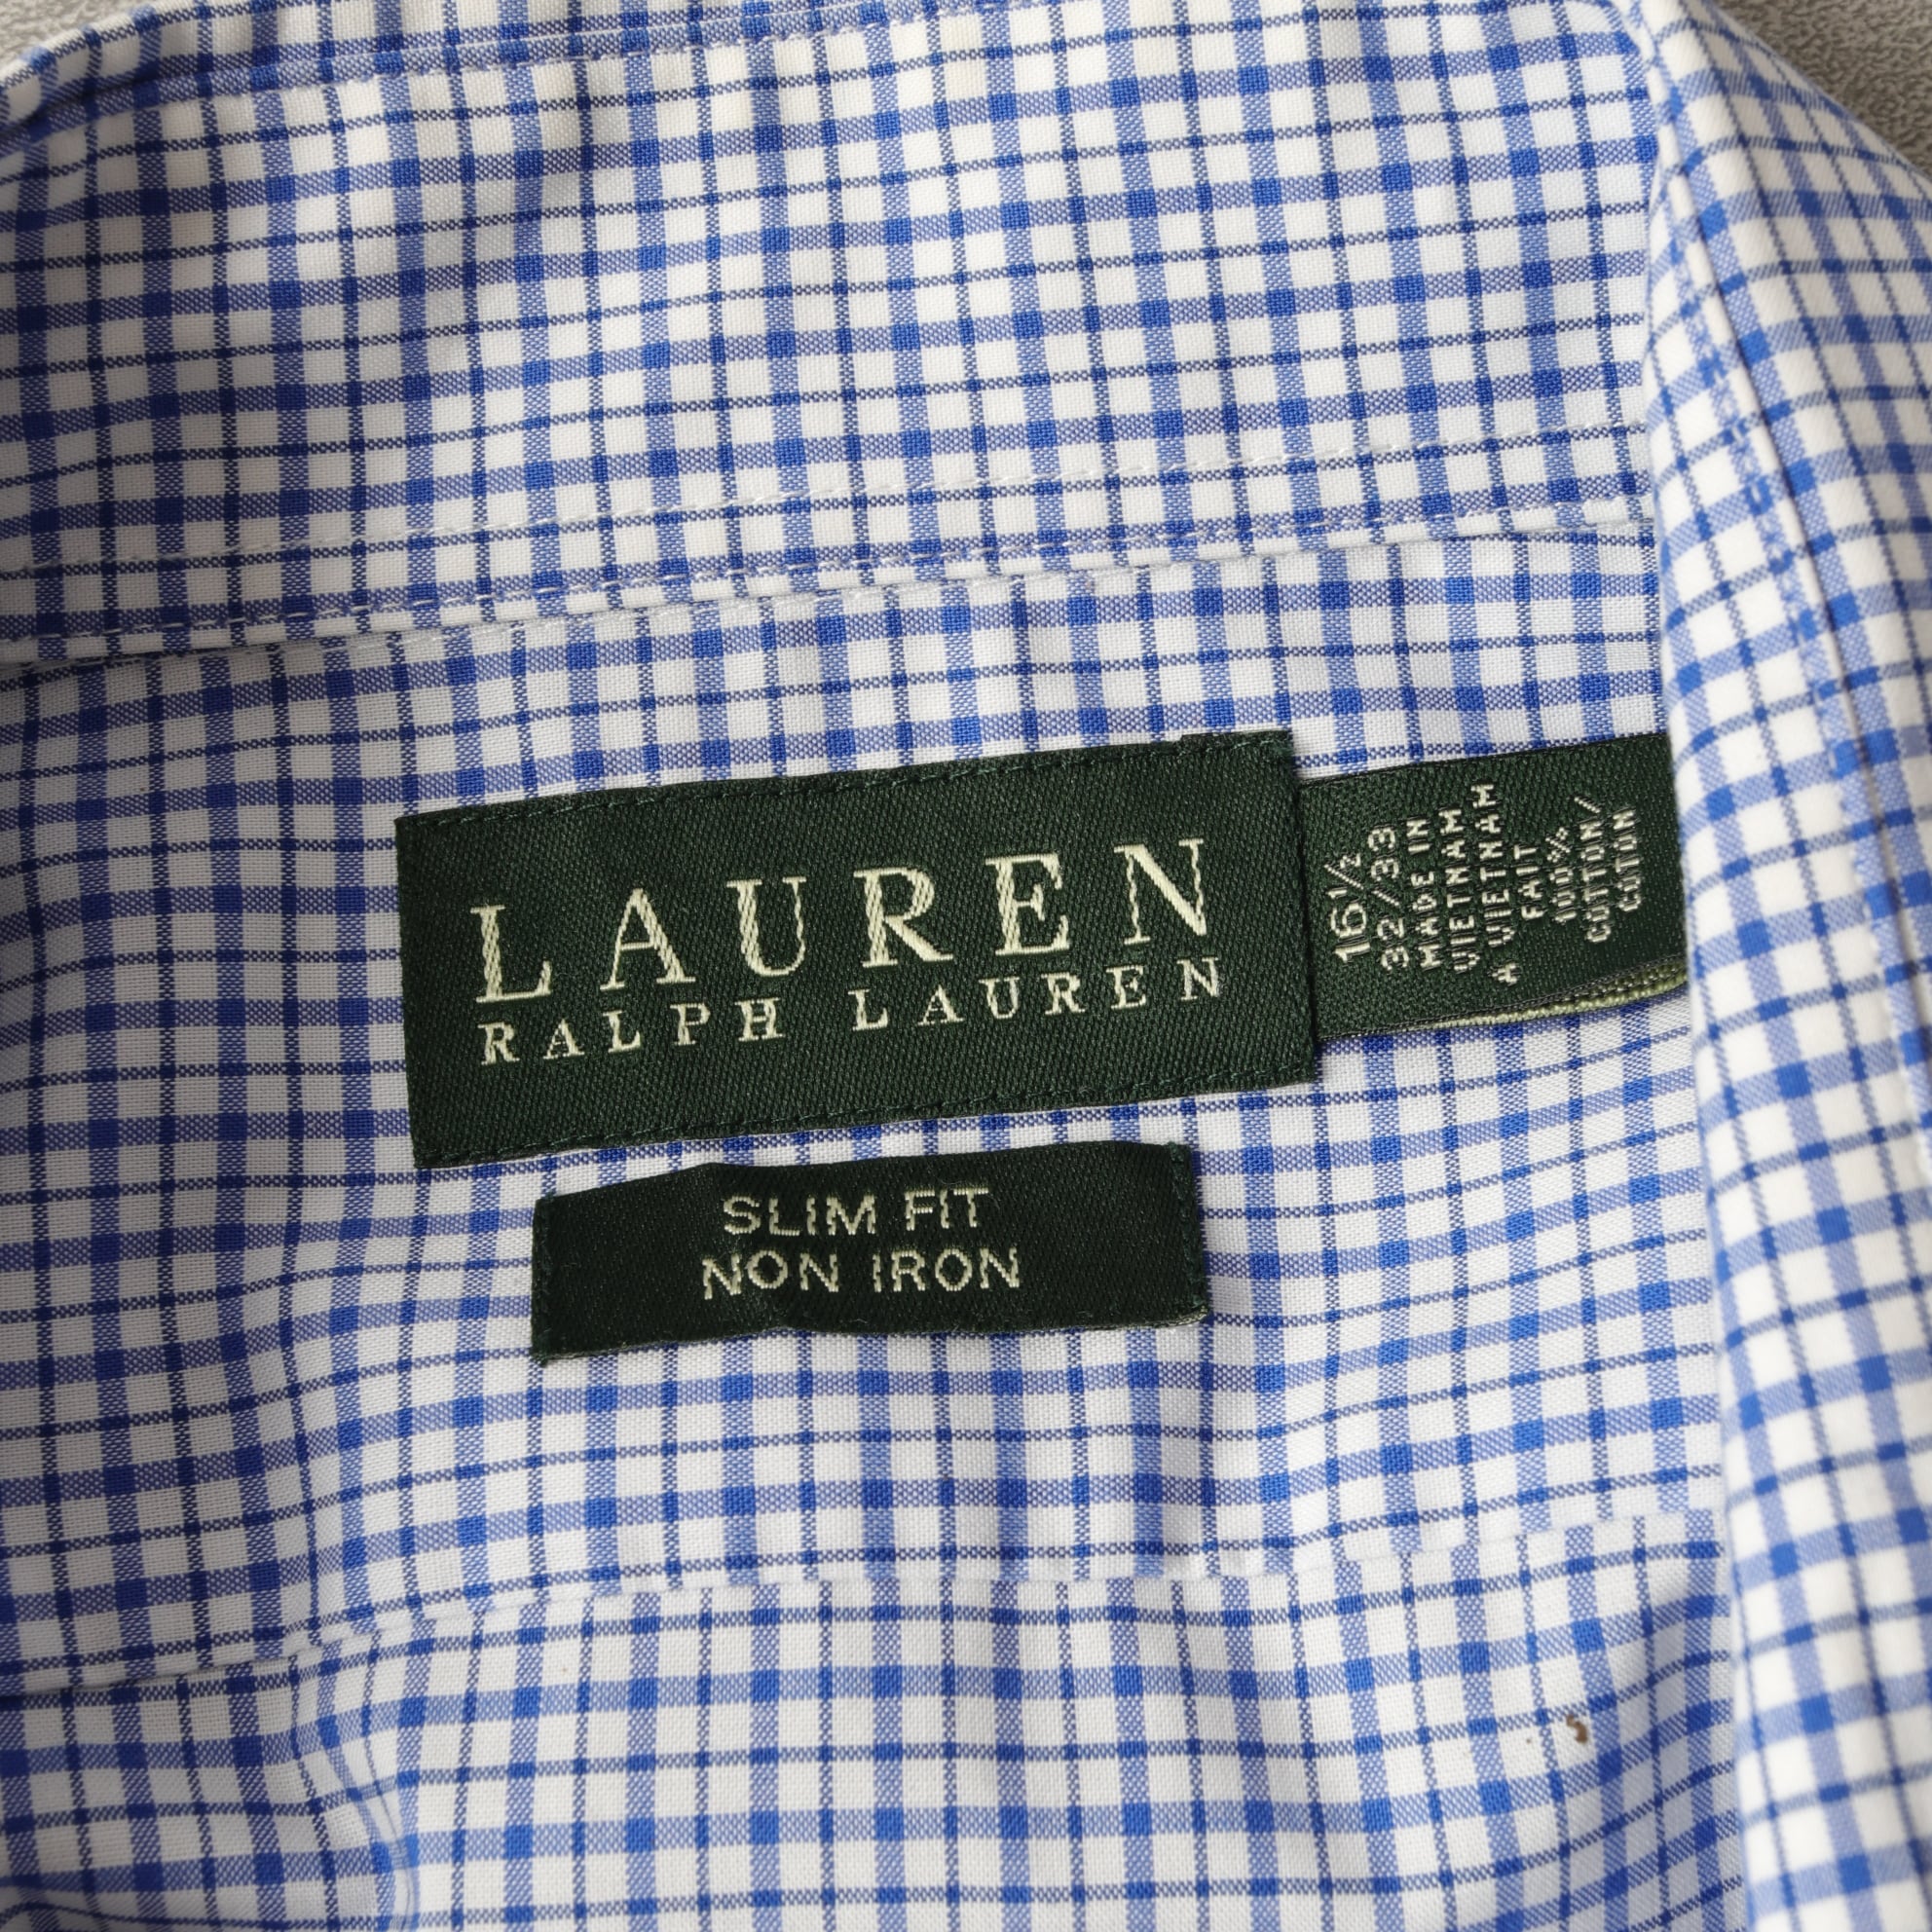 LAUREN
RALPH LAUREN
16½
32/33
MADE IN
VIETNAM
A VIETNAM
FAIT
100%
COTTON/
COTON
SLIM FIT
NON IRON